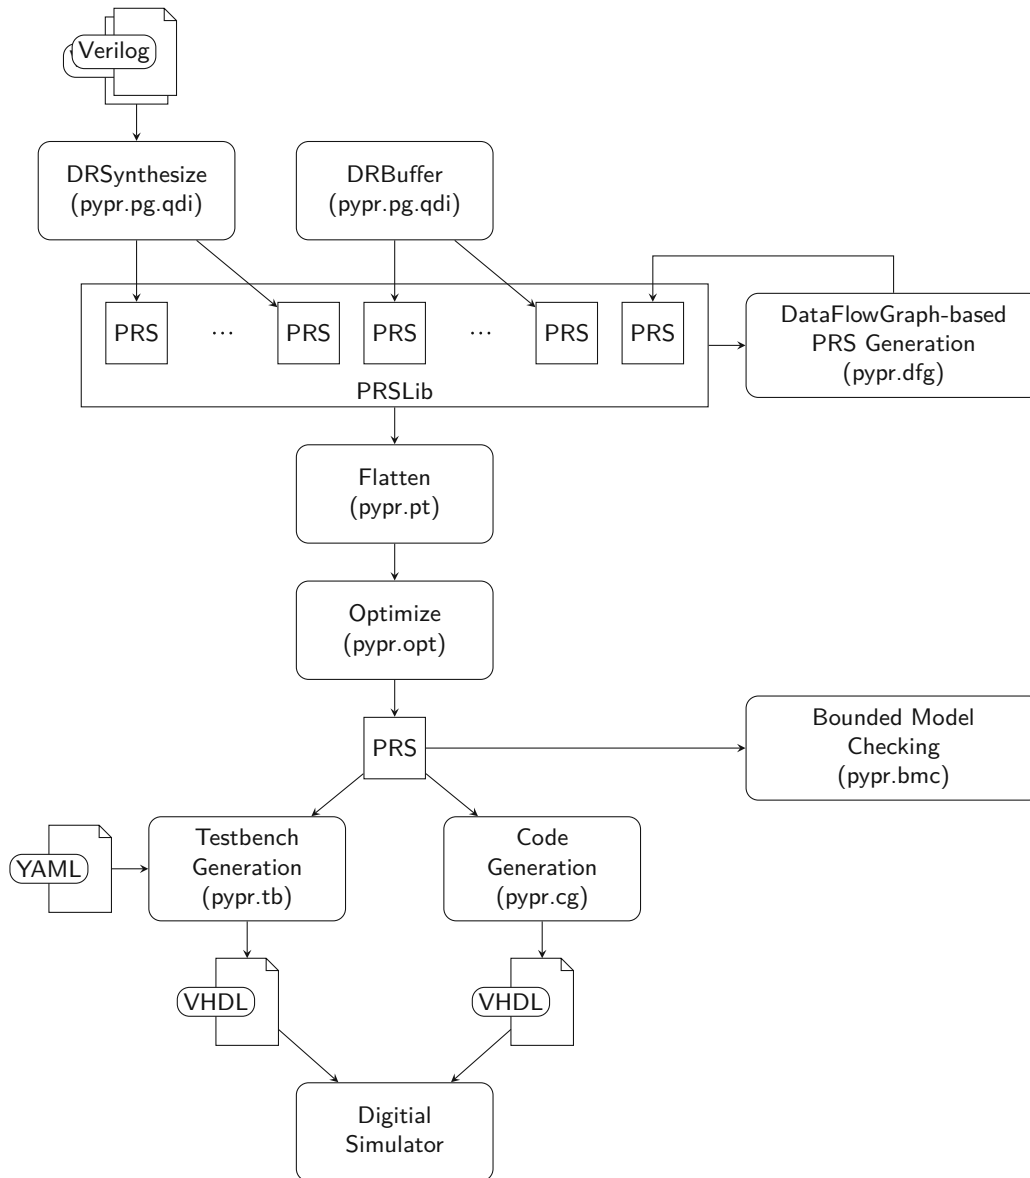 Verilog
DRSynthesize
(pypr.pg.qdi)
DRBuffer
(pypr.pg.qdi)
PRS
...
PRS
PRS
...
PRS
PRS
PRSLib
DataFlowGraph-based
PRS Generation
(pypr.dfg)
Flatten
(pypr.pt)
Optimize
(pypr.opt)
PRS
Bounded Model
Checking
(pypr.bmc)
YAML
Testbench
Generation
(pypr.tb)
Code
Generation
(pypr.cg)
VHDL
VHDL
Digitial
Simulator